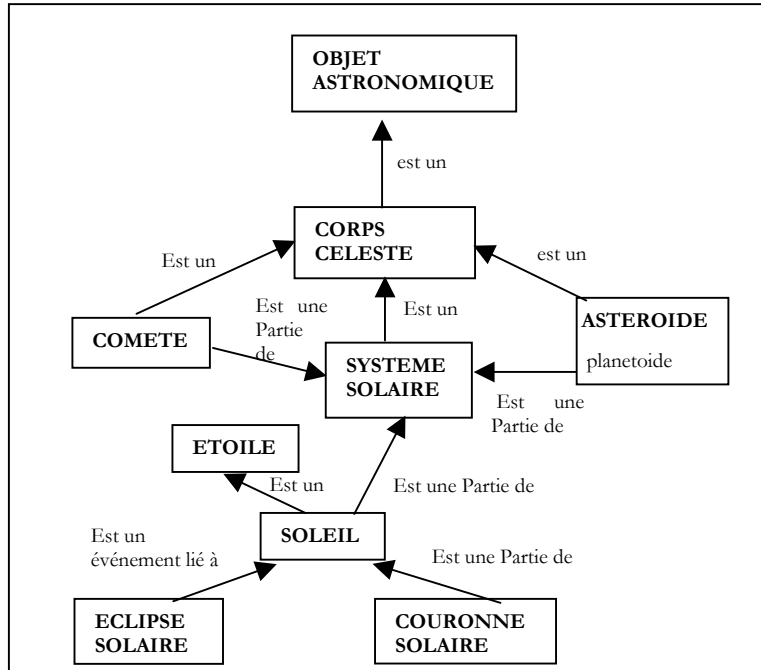 OBJET
ASTRONOMIQUE
est un
CORPS
CELESTE
Est un
est un
Est une
Partie
de
Est un
COMETE
ASTEROIDE
planetoide
SYSTEME
SOLAIRE
Est une
Partie de
ETOILE
Est un
Est une Partie de
SOLEIL
Est un
événement lié à
Est une Partie de
ECLIPSE
SOLAIRE
COURONNE
SOLAIRE